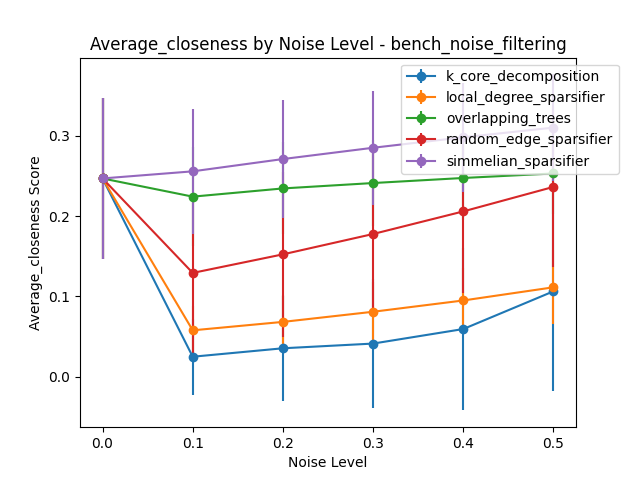 Average_closeness by Noise Level - bench_noise_filtering
k_core_decomposition
local_degree_sparsifier
overlapping_trees
random_edge_sparsifier
simmelian_sparsifier
Average_closeness Score
0.3
0.2
0.1
0.0
0.0 0.1 0.2 0.3 0.4 0.5
Noise Level